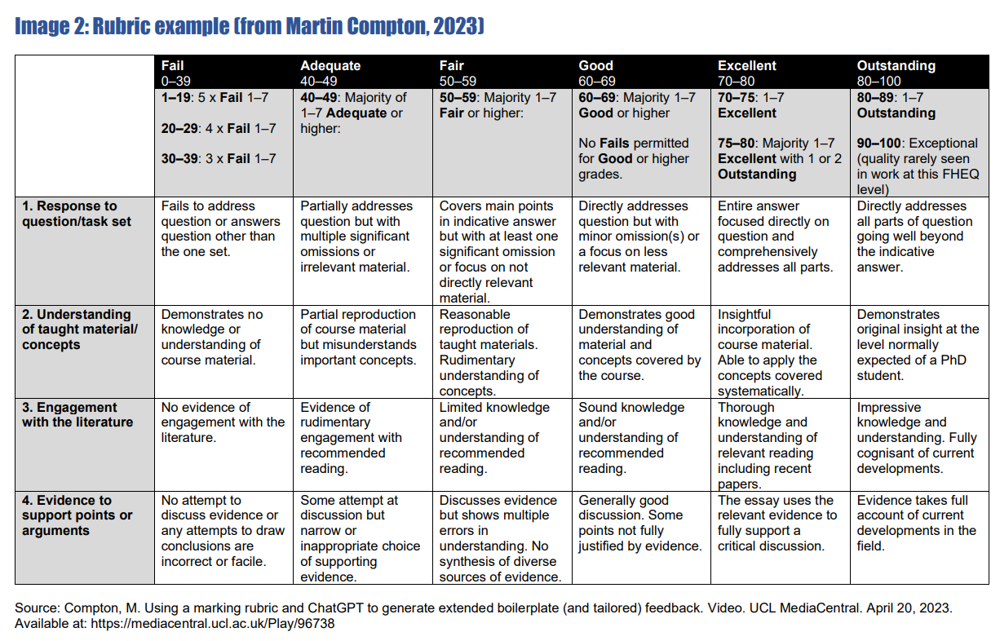 Image 2: Rubric example (from Martin Compton, 2023)
Fail
0–39
Adequate
40–49
Fair
50–59
Good
60–69
Excellent
70–80
Outstanding
80–100
1–19: 5 x Fail 1–7
20–29: 4 x Fail 1–7
30–39: 3 x Fail 1–7
40–49: Majority of
1–7 Adequate or
higher:
50–59: Majority 1–7
Fair or higher:
60–69: Majority 1–7
Good or higher
No Fails permitted
for Good or higher
grades.
70–75: 1–7
Excellent
75–80: Majority 1–7
Excellent with 1 or 2
Outstanding
80–89: 1–7
Outstanding
90–100: Exceptional
(quality rarely seen
in work at this FHEQ
level)
1. Response to
question/task set
Fails to address
question or answers
question other than
the one set.
Partially addresses
question but with
multiple significant
omissions or
irrelevant material.
Covers main points
in indicative answer
but with at least one
significant omission
or focus on not
directly relevant
material.
Directly addresses
question but with
minor omission(s) or
a focus on less
relevant material.
Entire answer
focused directly on
question and
comprehensively
addresses all parts.
Directly addresses
all parts of question
going well beyond
the indicative
answer.
2. Understanding
of taught material/
concepts
Demonstrates no
knowledge or
understanding of
course material.
Partial reproduction
of course material
but misunderstands
important concepts.
Reasonable
reproduction of
taught materials.
Rudimentary
understanding of
concepts.
Demonstrates good
understanding of
material and
concepts covered by
the course.
Insightful
incorporation of
course material.
Able to apply the
concepts covered
systematically.
Demonstrates
original insight at the
level normally
expected of a PhD
student.
3. Engagement
with the literature
No evidence of
engagement with the
literature.
Evidence of
rudimentary
engagement with
recommended
reading.
Limited knowledge
and/or
understanding of
recommended
reading.
Sound knowledge
and/or
understanding of
recommended
reading.
Thorough
knowledge and
understanding of
relevant reading
including recent
papers.
Impressive
knowledge and
understanding. Fully
cognisant of current
developments.
4. Evidence to
support points or
arguments
No attempt to
discuss evidence or
any attempts to draw
conclusions are
incorrect or facile.
Some attempt at
discussion but
narrow or
inappropriate choice
of supporting
evidence.
Discusses evidence
but shows multiple
errors in
understanding. No
synthesis of diverse
sources of evidence.
Generally good
discussion. Some
points not fully
justified by evidence.
The essay uses the
relevant evidence to
fully support a
critical discussion.
Evidence takes full
account of current
developments in the
field.
Source: Compton, M. Using a marking rubric and ChatGPT to generate extended boilerplate (and tailored) feedback. Video. UCL MediaCentral. April 20, 2023.
Available at: https://mediacentral.ucl.ac.uk/Play/96738